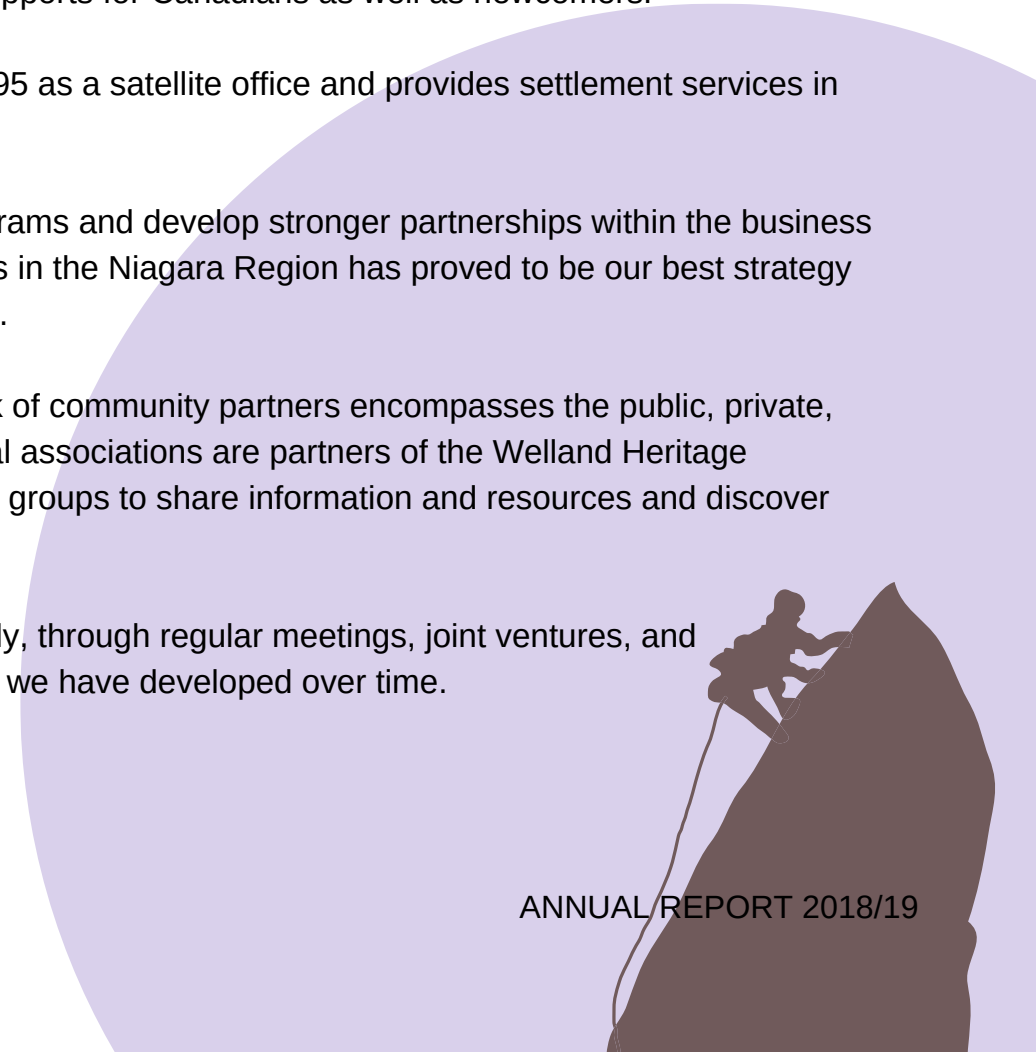 pports for Canadians as well as newcomers.
95 as a satellite office and provides settlement services in
rams and develop stronger partnerships within the business
s in the Niagara Region has proved to be our best strategy
.
k of community partners encompasses the public, private,
al associations are partners of the Welland Heritage
groups to share information and resources and discover
ly, through regular meetings, joint ventures, and
we have developed over time.
ANNUAL REPORT 2018/19